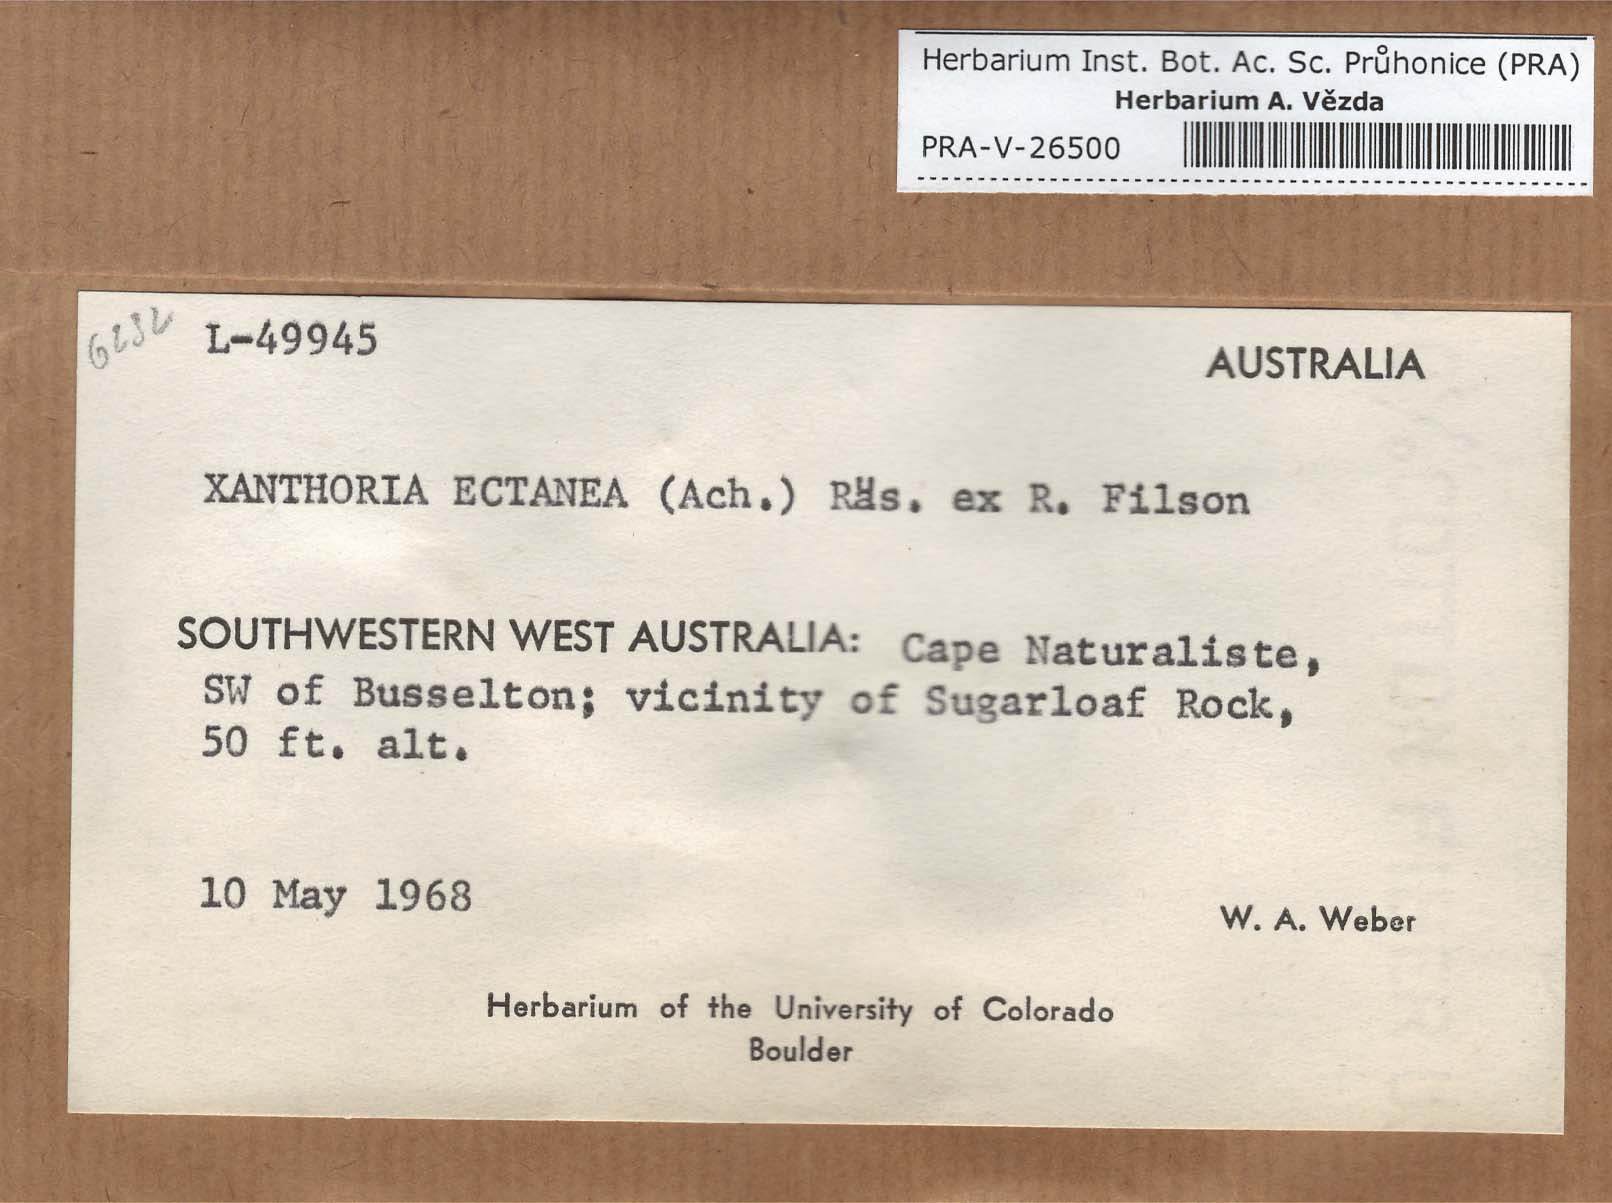 Herbarium Inst. Bot. Ac. Sc. Průhonice (PRA)
Herbarium A. Vězda
PRA-V-26500
6232
L-49945
AUSTRALIA
XANTHORIA ECTANEA (Ach.) Räs. ex R. Filson
SOUTHWESTERN WEST AUSTRALIA: Cape Naturaliste,
SW of Busselton; vicinity of Sugarloaf Rock,
50 ft. alt.
10 May 1968
W. A. Weber
Herbarium of the University of Colorado
Boulder